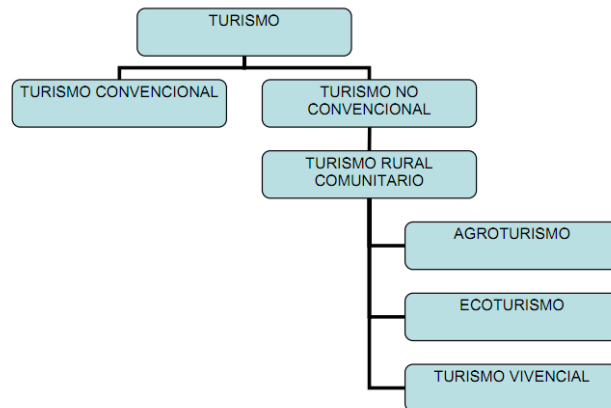 TURISMO
TURISMO CONVENCIONAL
TURISMO NO
CONVENCIONAL
TURISMO RURAL
COMUNITARIO
AGROTURISMO
ECOTURISMO
TURISMO VIVENCIAL